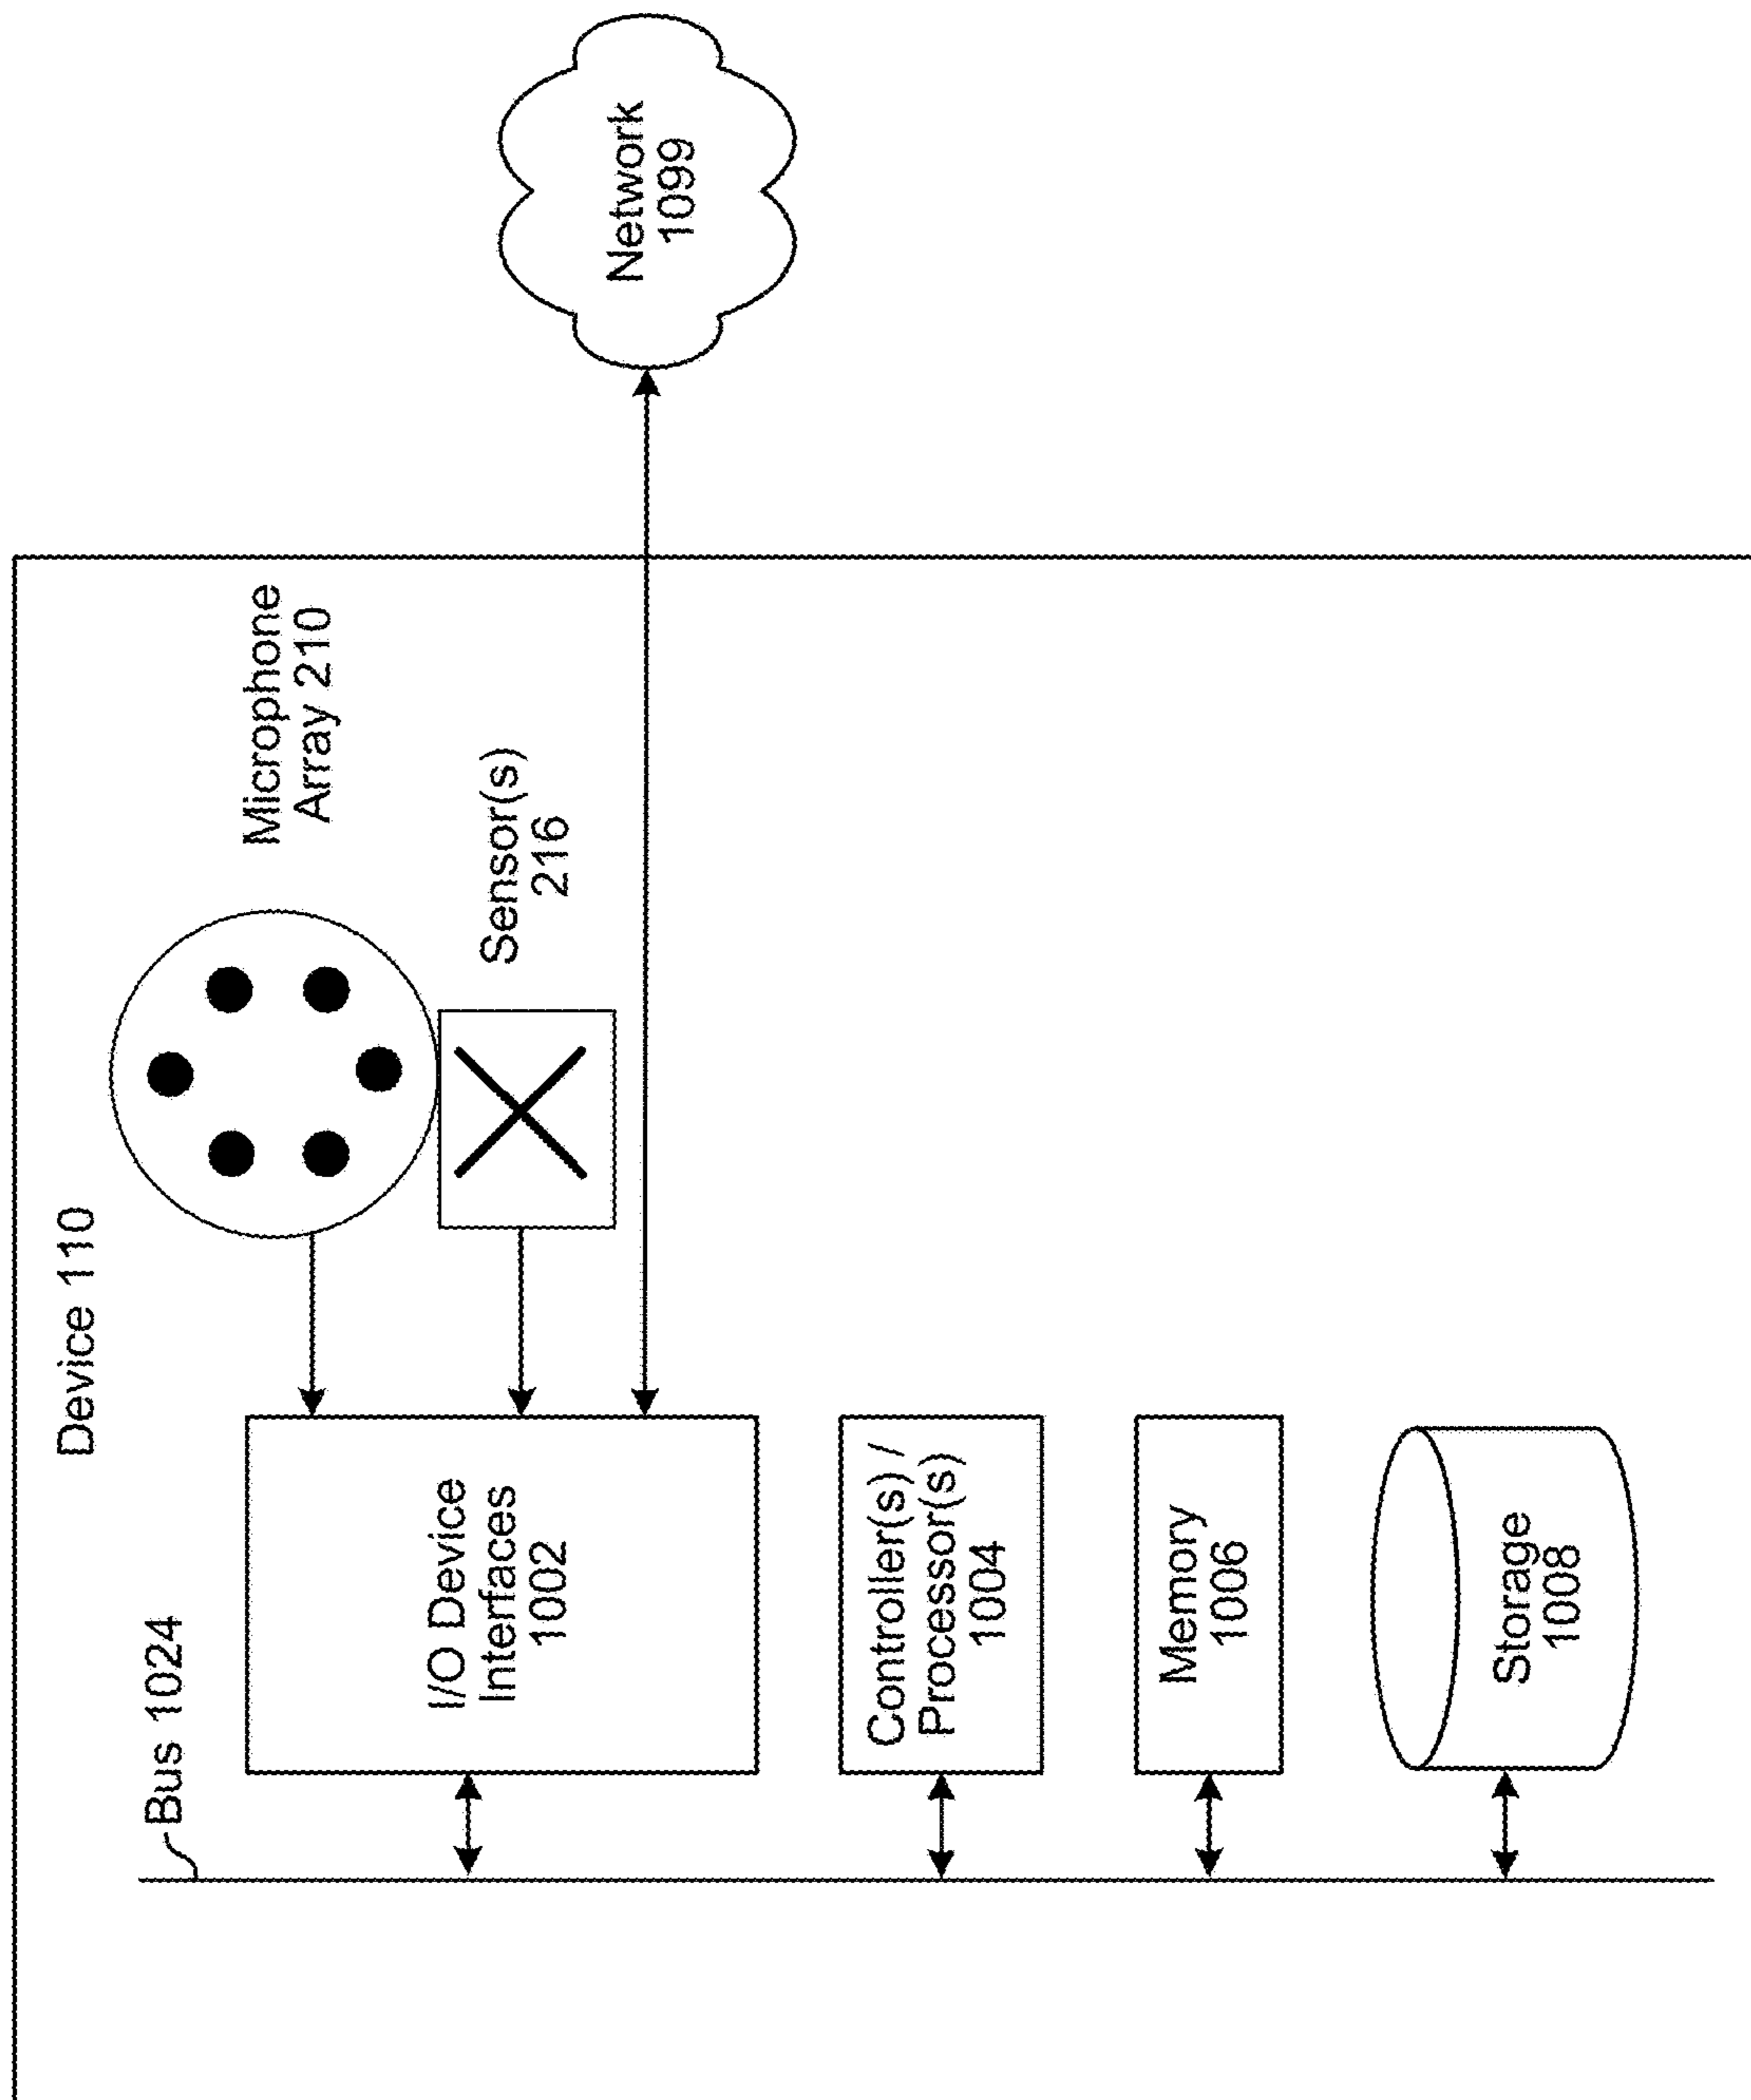 Device 110
Bus 1024
Microphone
Array 210
Sensor(s)
216
Network
1099
I/O Device
Interfaces
1002
Controller(s) /
Processor(s)
1004
Memory
1006
Storage
1008